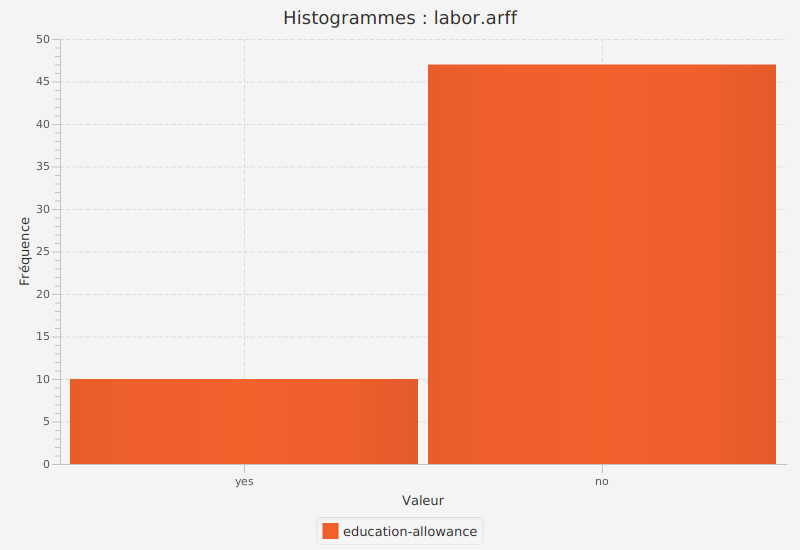 Histogrammes : labor.arff
50
45
40
35
30
25
20
15
10
5
0
Fréquence
yes no
Valeur
education-allowance